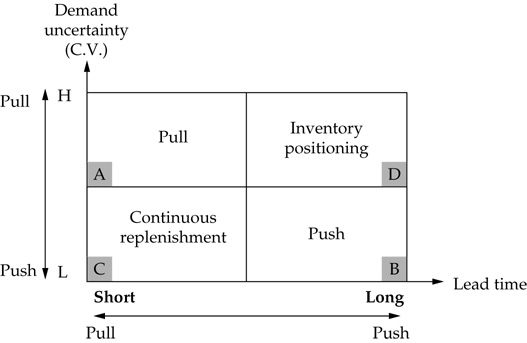 Demand
uncertainty
(C.V.)
Pull
H
Pull
Inventory
positioning
A
D
Continuous
replenishment
Push
Push
L
C
B
Lead time
Short
Long
Pull
Push